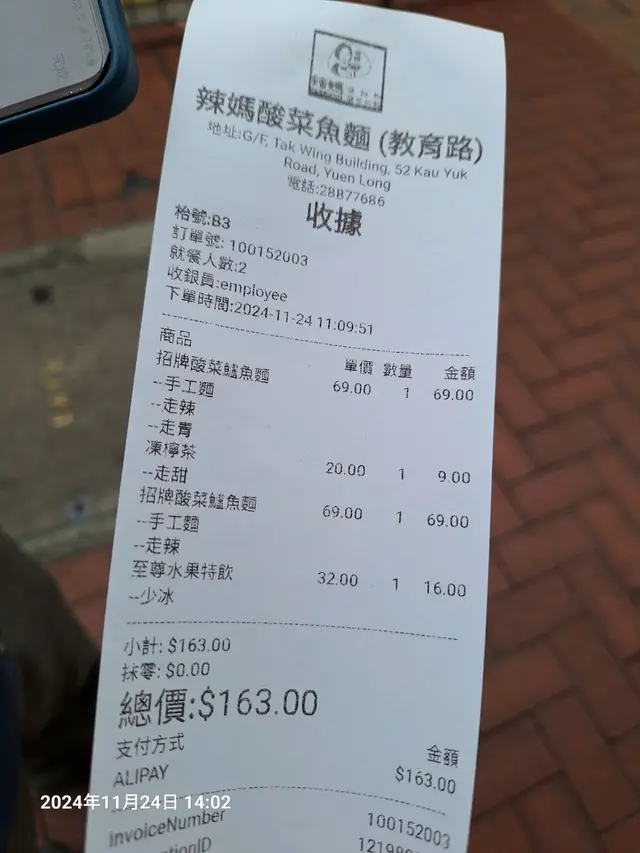 辣媽酸菜魚麵 (教育路)
地址:G/F, Tak Wing Building, 52 Kau Yuk
Road, Yuen Long
電話:28877686
收據
枱號:B3
訂單號: 100152003
就餐人數:2
收銀員:employee
下單時間:2024-11-24 11:09:51
商品 單價 數量 金額
招牌酸菜鱸魚麵 69.00 1 69.00
--手工麵
--走辣
--走青
凍檸茶 20.00 1 9.00
--走甜
招牌酸菜鱸魚麵 69.00 1 69.00
--手工麵
--走辣
至尊水果特飲 32.00 1 16.00
--少冰
小計: $163.00
抹零: $0.00
總價:$163.00
支付方式 金額
ALIPAY $163.00
InvoiceNumber 100152003
2024年11月24日 14:02